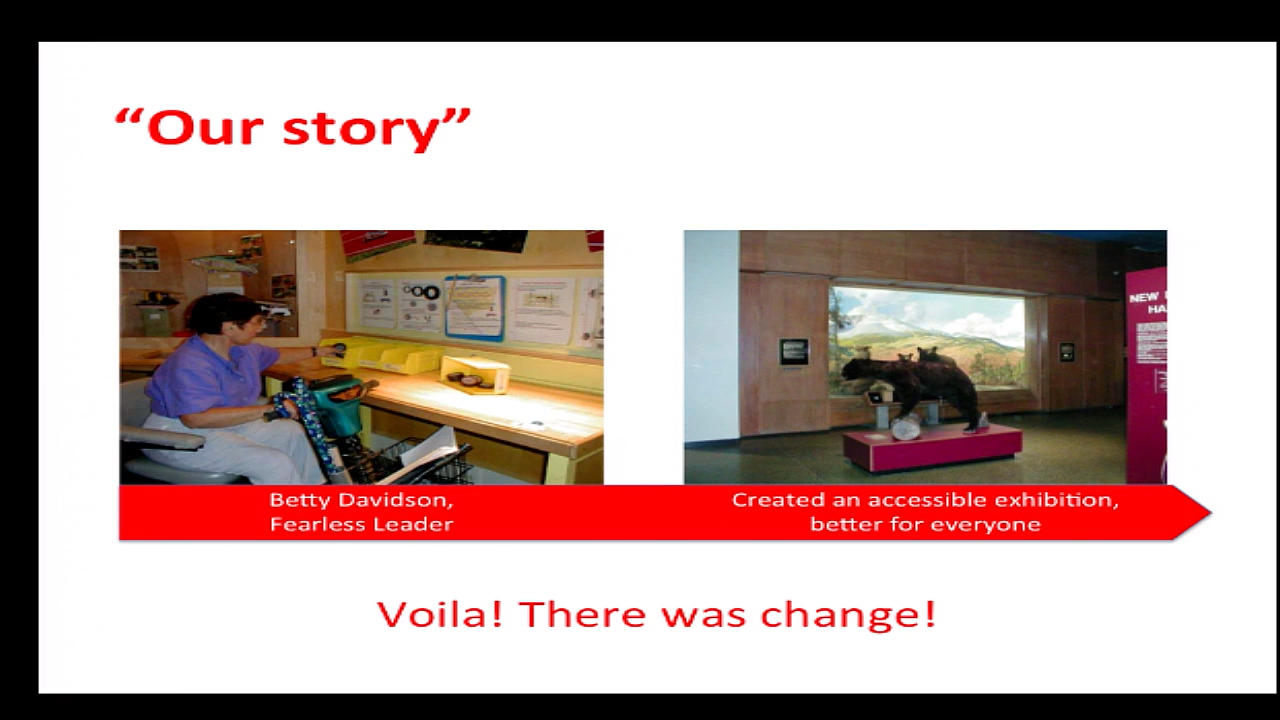 “Our story”
NEW
HA
Betty Davidson,
Fearless Leader
Created an accessible exhibition,
better for everyone
Voila! There was change!